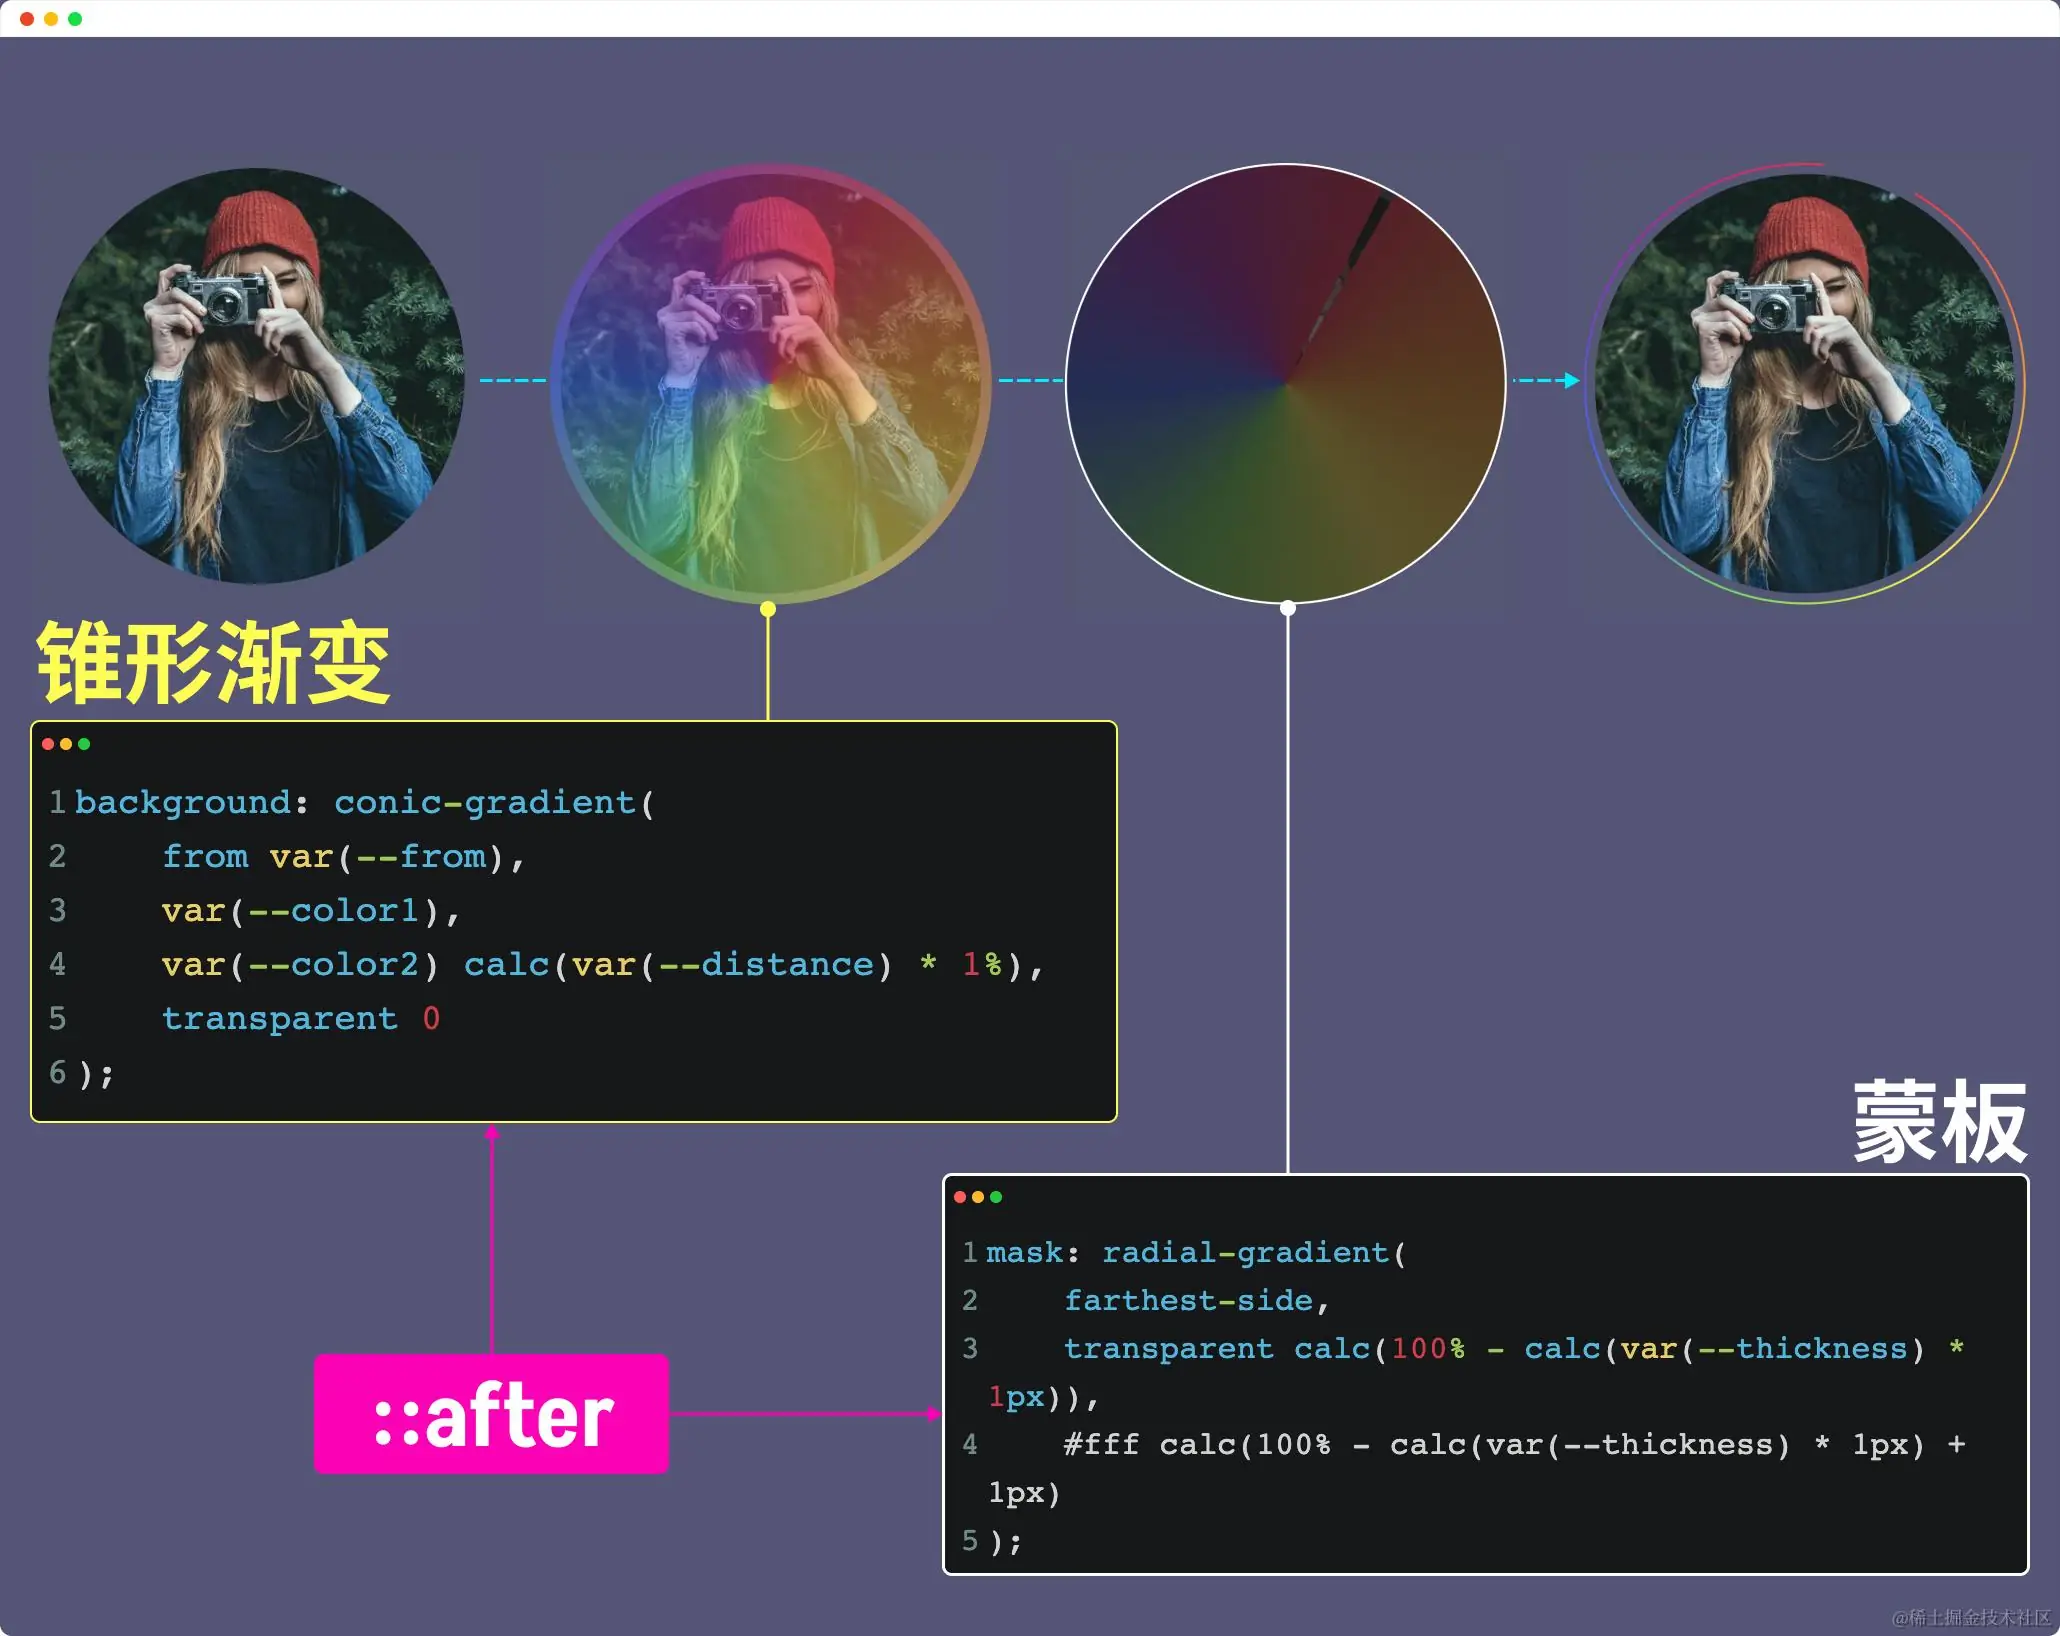 锥形渐变
1 background: conic-gradient(
2     from var(--from),
3     var(--color1),
4     var(--color2) calc(var(--distance) * 1%),
5     transparent 0
6 );
蒙板
1 mask: radial-gradient(
2     farthest-side,
3     transparent calc(100% - calc(var(--thickness) *
1px)),
4     #fff calc(100% - calc(var(--thickness) * 1px) +
1px)
5 );
::after
@稀土掘金技术社区